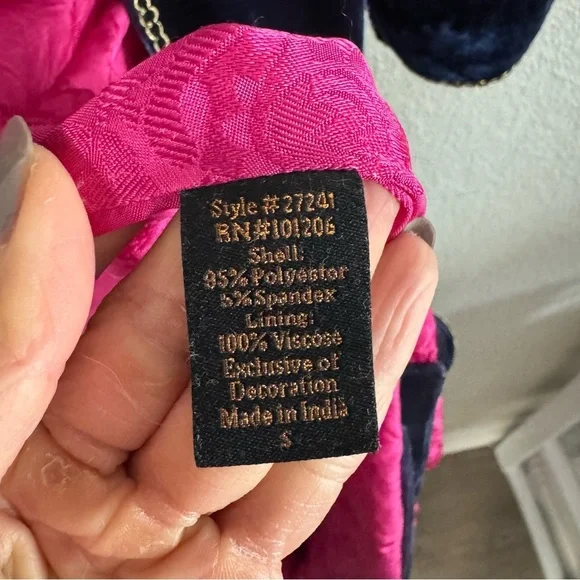 Style #27241
RN#101206
Shell:
95% Polyester
5% Spandex
Lining:
100% Viscose
Exclusive of
Decoration
Made in India
S